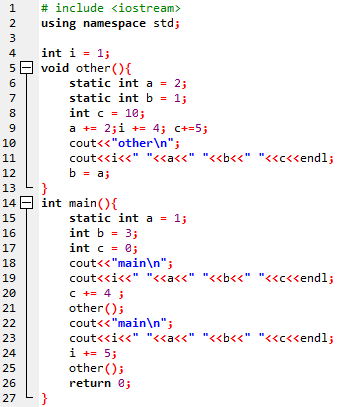 1 # include <iostream>
2 using namespace std;
3
4 int i = 1;
5 void other(){
6 static int a = 2;
7 static int b = 1;
8 int c = 10;
9 a += 2;i += 4; c+=5;
10 cout<<"other\n";
11 cout<<i<<" "<<a<<" "<<b<<" "<<c<<endl;
12 b = a;
13 }
14 int main(){
15 static int a = 1;
16 int b = 3;
17 int c = 0;
18 cout<<"main\n";
19 cout<<i<<" "<<a<<" "<<b<<" "<<c<<endl;
20 c += 4 ;
21 other();
22 cout<<"main\n";
23 cout<<i<<" "<<a<<" "<<b<<" "<<c<<endl;
24 i += 5;
25 other();
26 return 0;
27 }